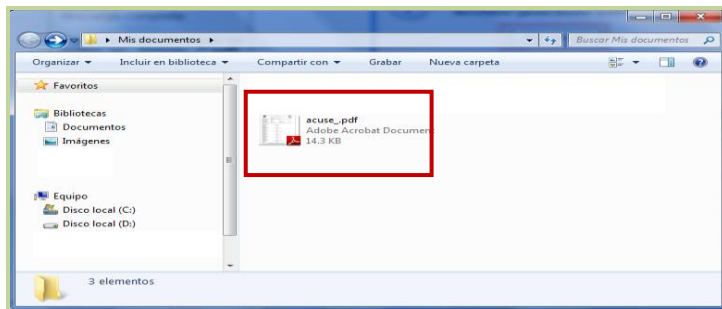 Mis documentos
Buscar Mis documentos
Organizar
Incluir en biblioteca
Compartir con
Grabar
Nueva carpeta
Favoritos
Bibliotecas
Documentos
Imágenes
Equipo
Disco local (C:)
Disco local (D:)
acuse_.pdf
Adobe Acrobat Document
14.3 KB
3 elementos